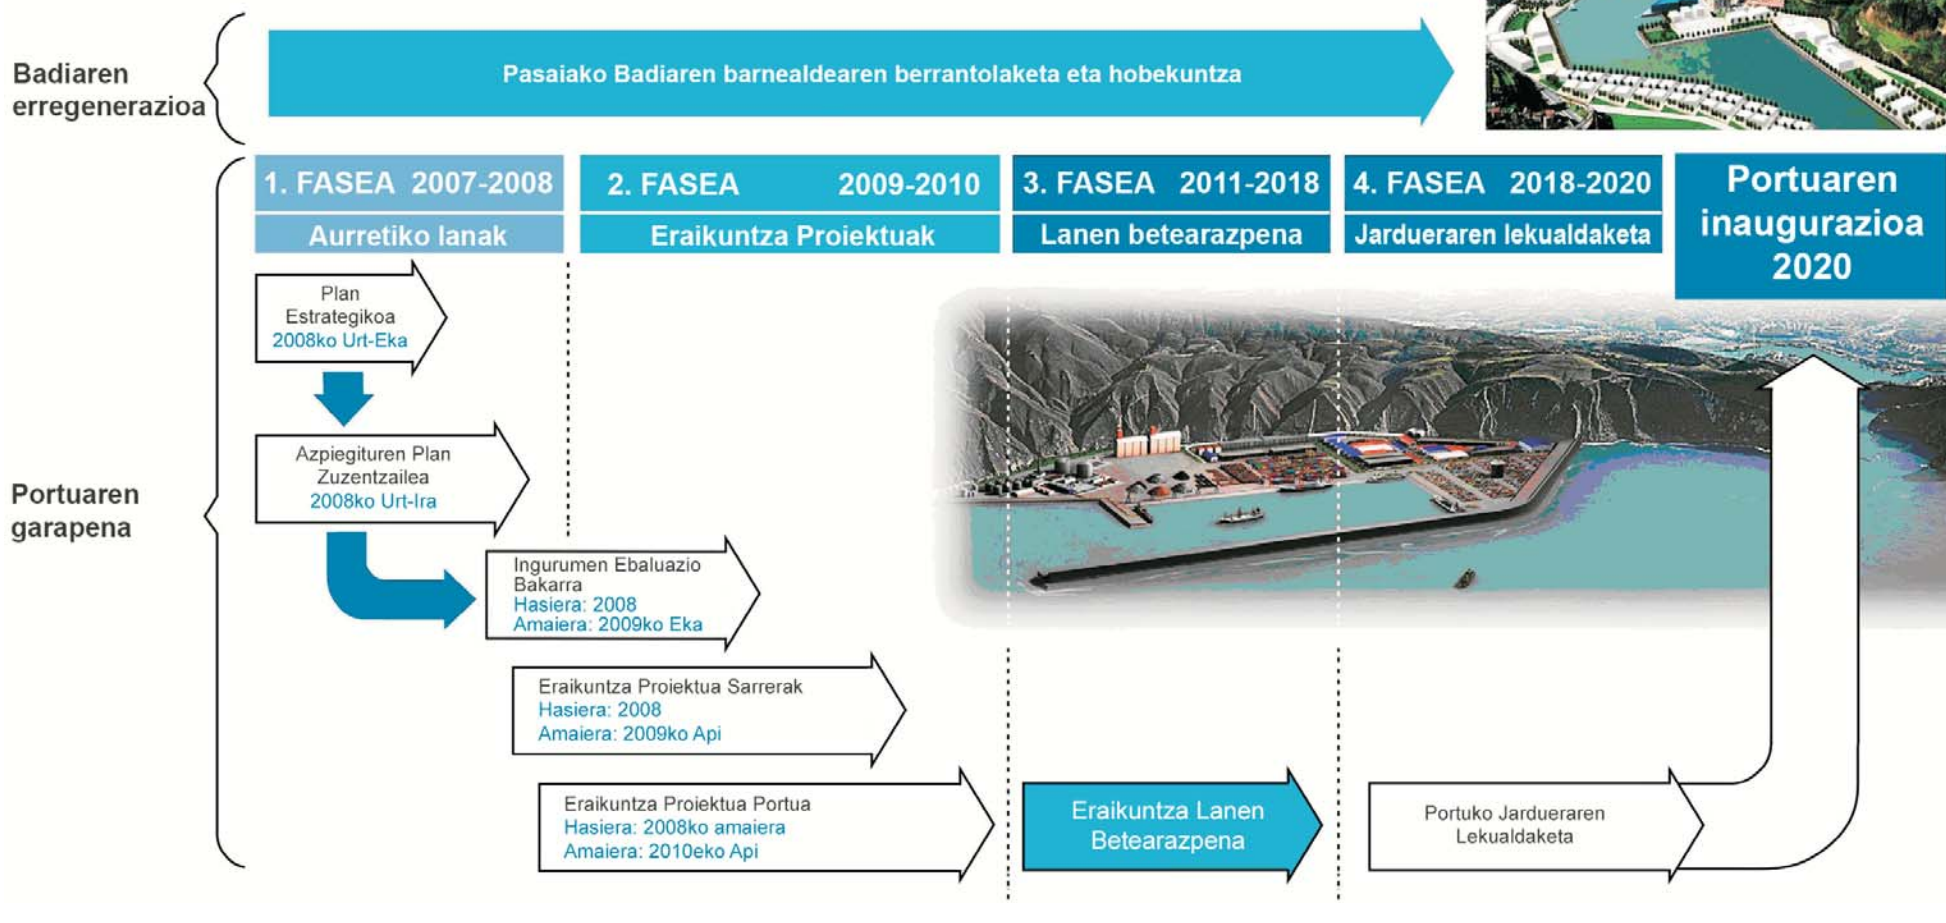 Badiaren
erregenerazioa
Pasaiako Badiaren barnealdearen berrantolaketa eta hobekuntza
1. FASEA 2007-2008
Aurretiko lanak
2. FASEA 2009-2010
Eraikuntza Proiektuak
3. FASEA 2011-2018
Lanen betearazpena
4. FASEA 2018-2020
Jardueraren lekualdaketa
Portuaren
inaugurazioa
2020
Portuaren
garapena
Plan
Estrategikoa
2008ko Urt-Eka
Azpiegituren Plan
Zuzentzailea
2008ko Urt-Ira
Ingurumen Ebaluazio
Bakarra
Hasiera: 2008
Amaiera: 2009ko Eka
Eraikuntza Proiektua Sarrerak
Hasiera: 2008
Amaiera: 2009ko Api
Eraikuntza Proiektua Portua
Hasiera: 2008ko amaiera
Amaiera: 2010eko Api
Eraikuntza Lanen
Betearazpena
Portuko Jardueraren
Lekualdaketa